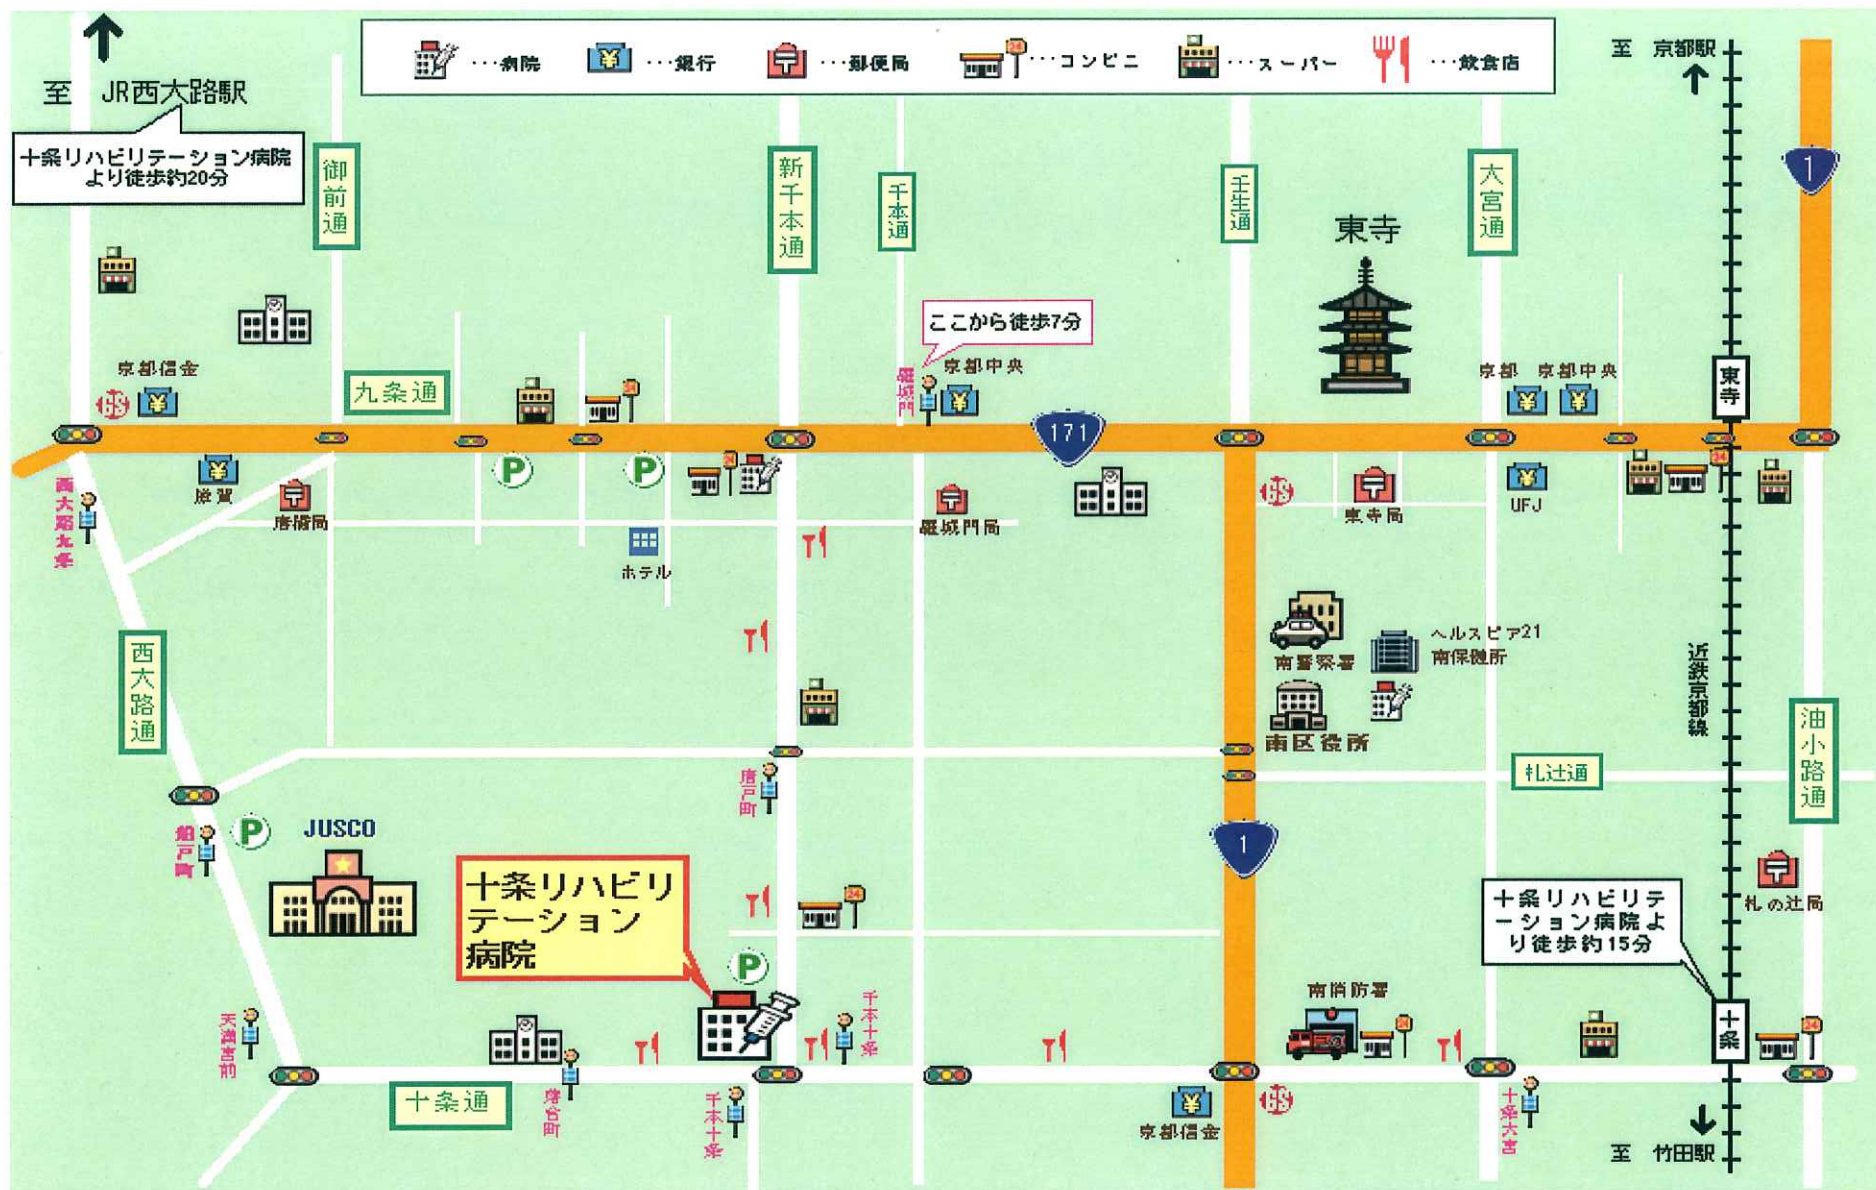 …病院
…銀行
…郵便局
…コンビニ
…スーパー
…飲食店
至 JR西大路駅
十条リハビリテーション病院
より徒歩約20分
至 京都駅
御前通
新千本通
千本通
壬生通
大宮通
1
東寺
ここから徒歩7分
京都信金
GS
九条通
羅城門
京都中央
京都
京都中央
東寺
171
P
P
西大路九条
滋賀
唐橋局
ホテル
羅城門局
GS
東寺局
UFJ
西大路通
南警察署
ヘルスピア21
南保健所
南区役所
近鉄京都線
油小路通
札辻通
唐戸町
P
JUSCO
1
十条リハビリ
テーション
病院
P
十条リハビリテ
ーション病院よ
り徒歩約15分
札の辻局
南消防署
十条
天満宮前
千本十条
十条通
千本十条
京都信金
GS
十条大宮
至 竹田駅